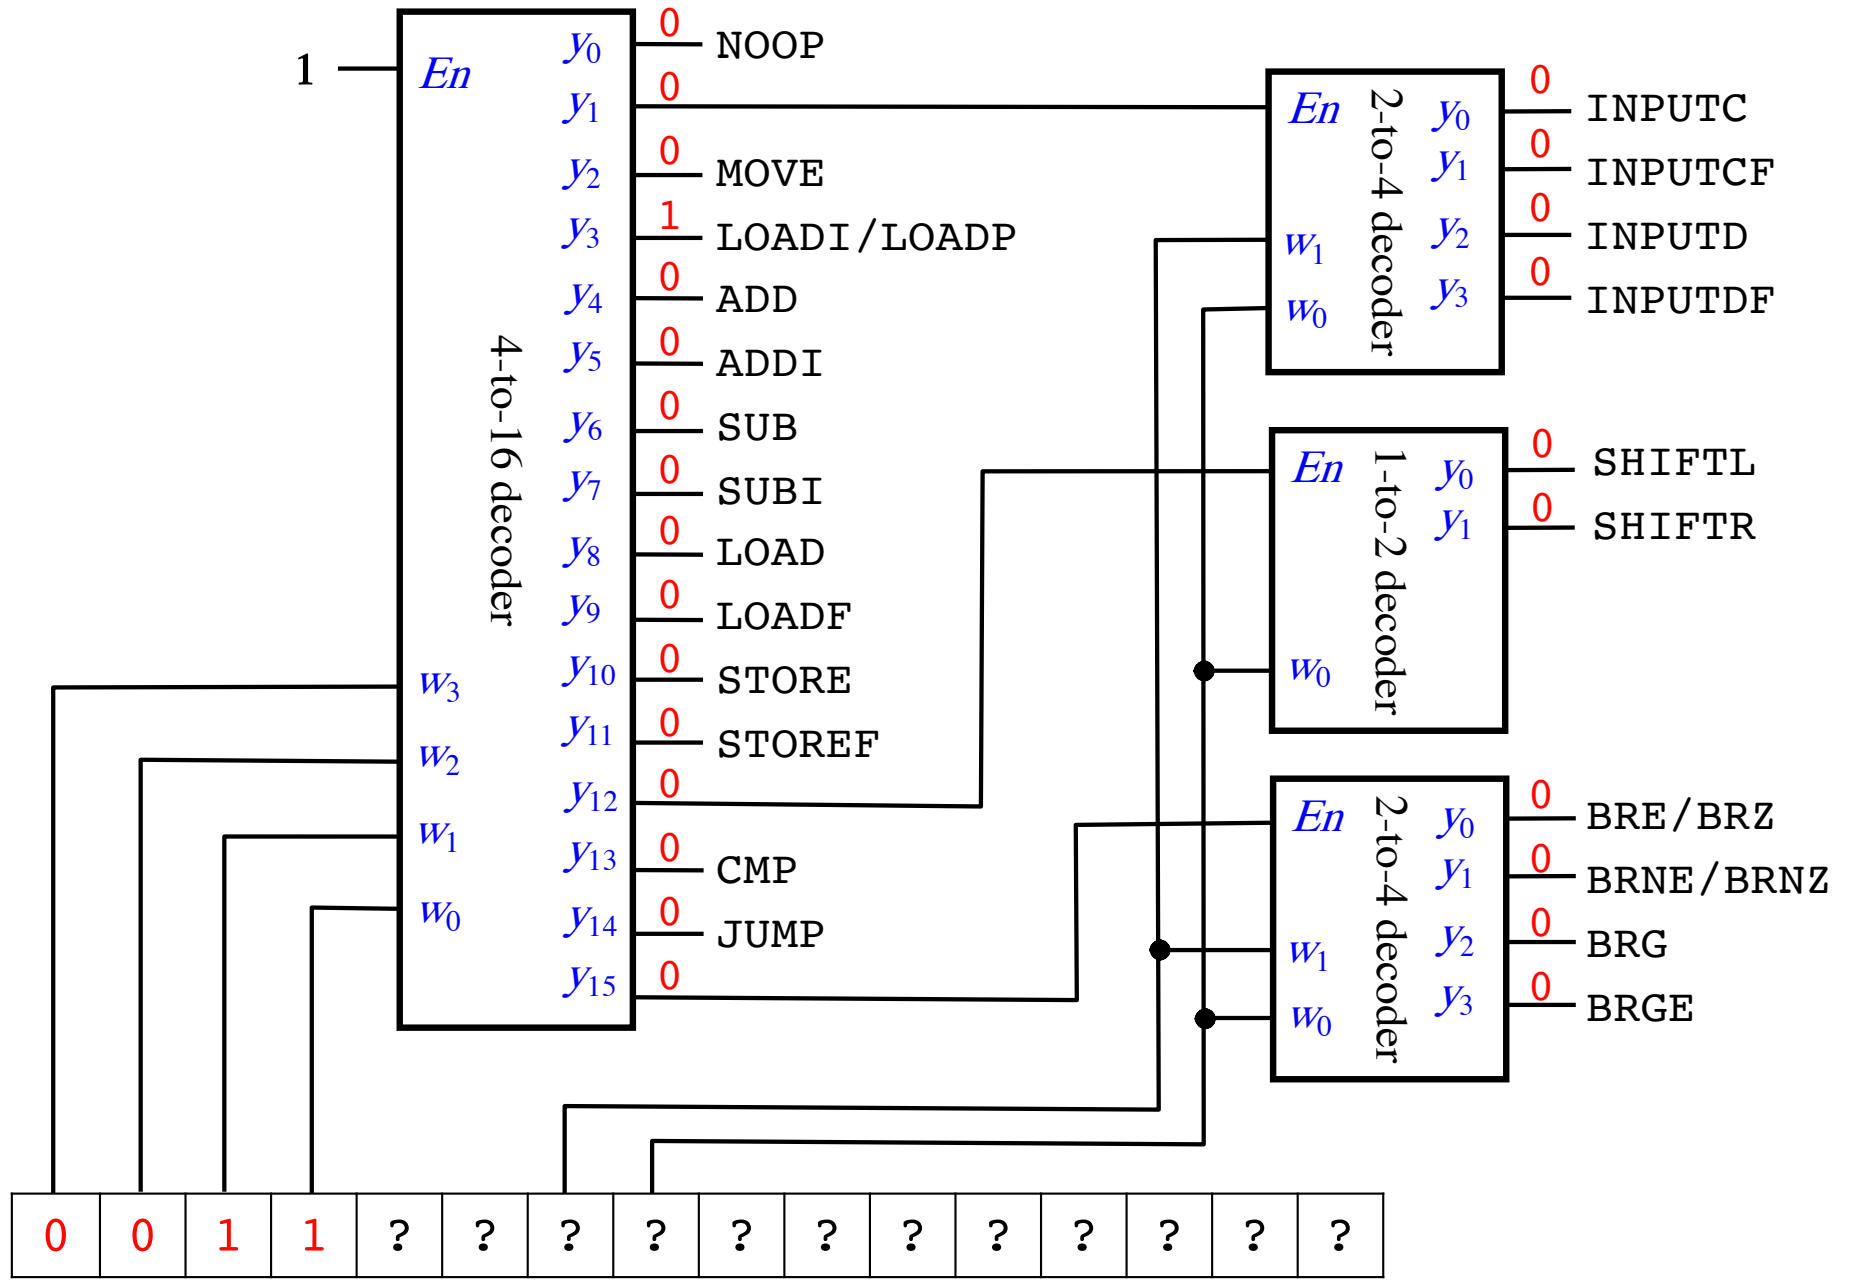 1
En
4-to-16 decoder
w3
w2
w1
w0
y0 0 NOOP
y1 0
y2 0 MOVE
y3 1 LOADI/LOADP
y4 0 ADD
y5 0 ADDI
y6 0 SUB
y7 0 SUBI
y8 0 LOAD
y9 0 LOADF
y10 0 STORE
y11 0 STOREF
y12 0
y13 0 CMP
y14 0 JUMP
y15 0
En
w1
w0
2-to-4 decoder
y0 0 INPUTC
y1 0 INPUTCF
y2 0 INPUTD
y3 0 INPUTDF
En
w0
1-to-2 decoder
y0 0 SHIFTL
y1 0 SHIFTR
En
w1
w0
2-to-4 decoder
y0 0 BRE/BRZ
y1 0 BRNE/BRNZ
y2 0 BRG
y3 0 BRGE
0 0 1 1 ? ? ? ? ? ? ? ? ? ? ? ?